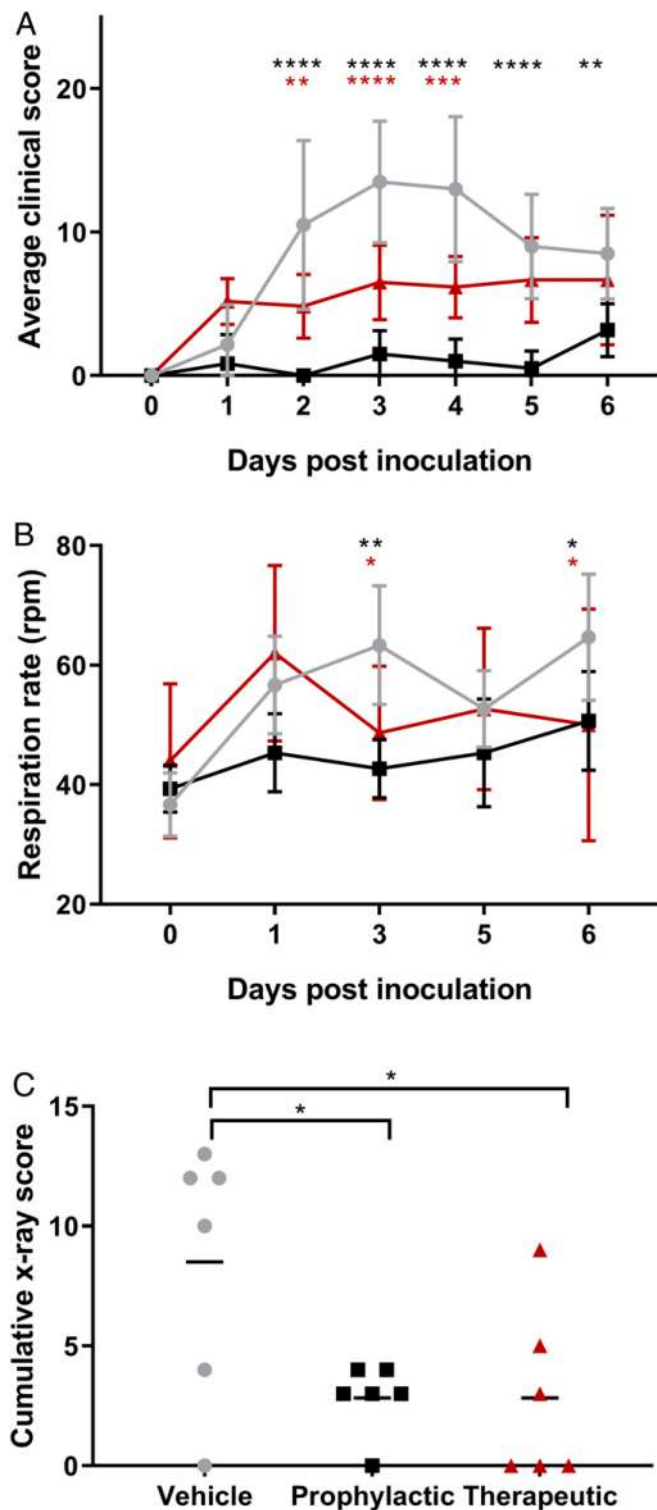 A
**** **** **** **** **
** **** ***
20
10
0
Average clinical score
0 1 2 3 4 5 6
Days post inoculation
B
80
** *
* *
60
40
20
Respiration rate (rpm)
0 1 3 5 6
Days post inoculation
C
*
*
15
10
5
0
Cumulative x-ray score
Vehicle Prophylactic Therapeutic